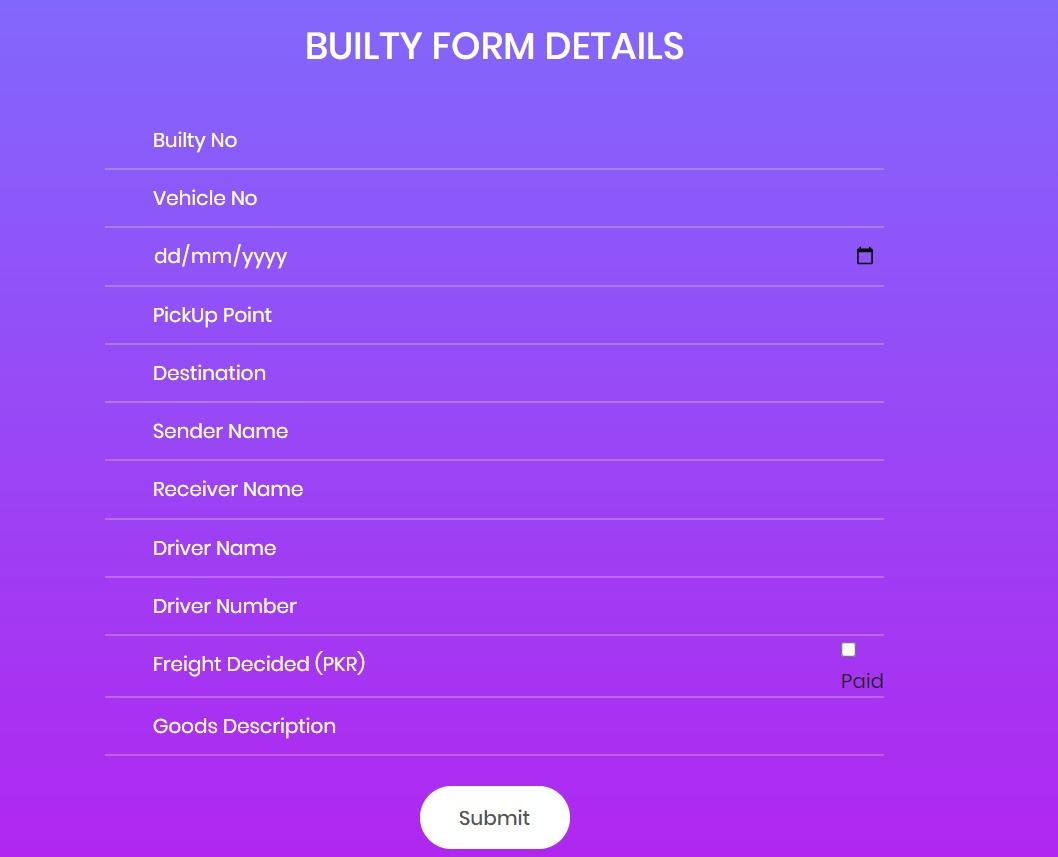 BUILTY FORM DETAILS
Builty No
Vehicle No
dd/mm/yyyy
PickUp Point
Destination
Sender Name
Receiver Name
Driver Name
Driver Number
Freight Decided (PKR)
Paid
Goods Description
Submit